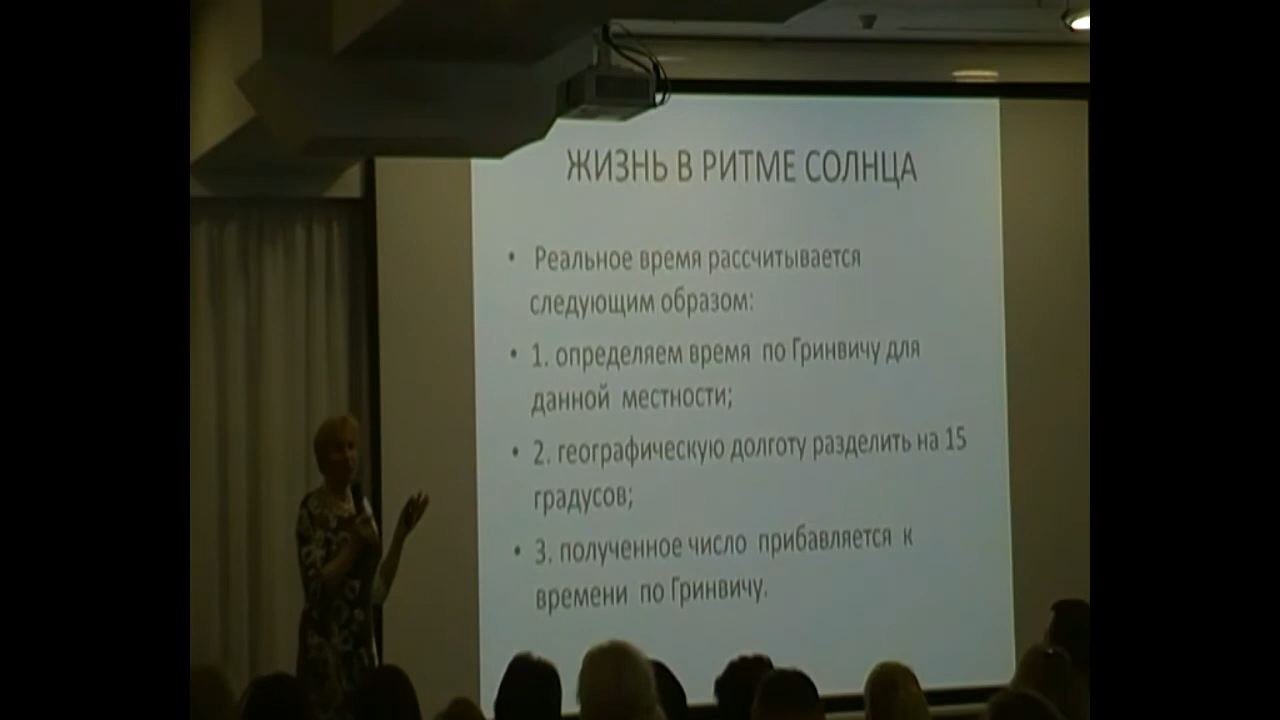 ЖИЗНЬ В РИТМЕ СОЛНЦА
• Реальное время рассчитывается
следующим образом:
• 1. определяем время по Гринвичу для
данной местности;
• 2. географическую долготу разделить на 15
градусов;
• 3. полученное число прибавляется к
времени по Гринвичу.